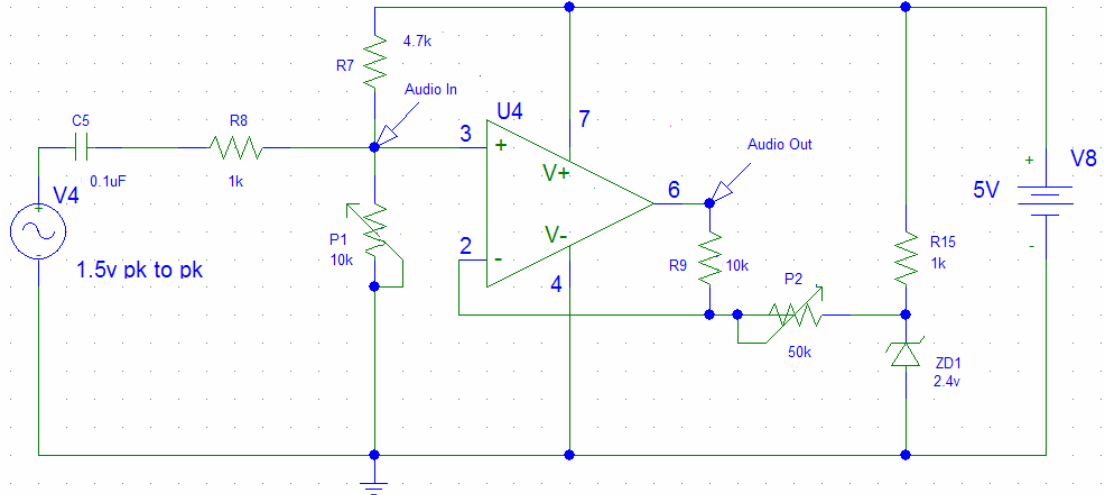 4.7k
R7
Audio In
C5
R8
U4
7
3
+
Audio Out
V+
0.1uF
1k
V4
+
-
6
+
V8
5V
P1
10k
V-
2
-
R9
10k
R15
1k
-
1.5v pk to pk
4
P2
50k
ZD1
2.4v